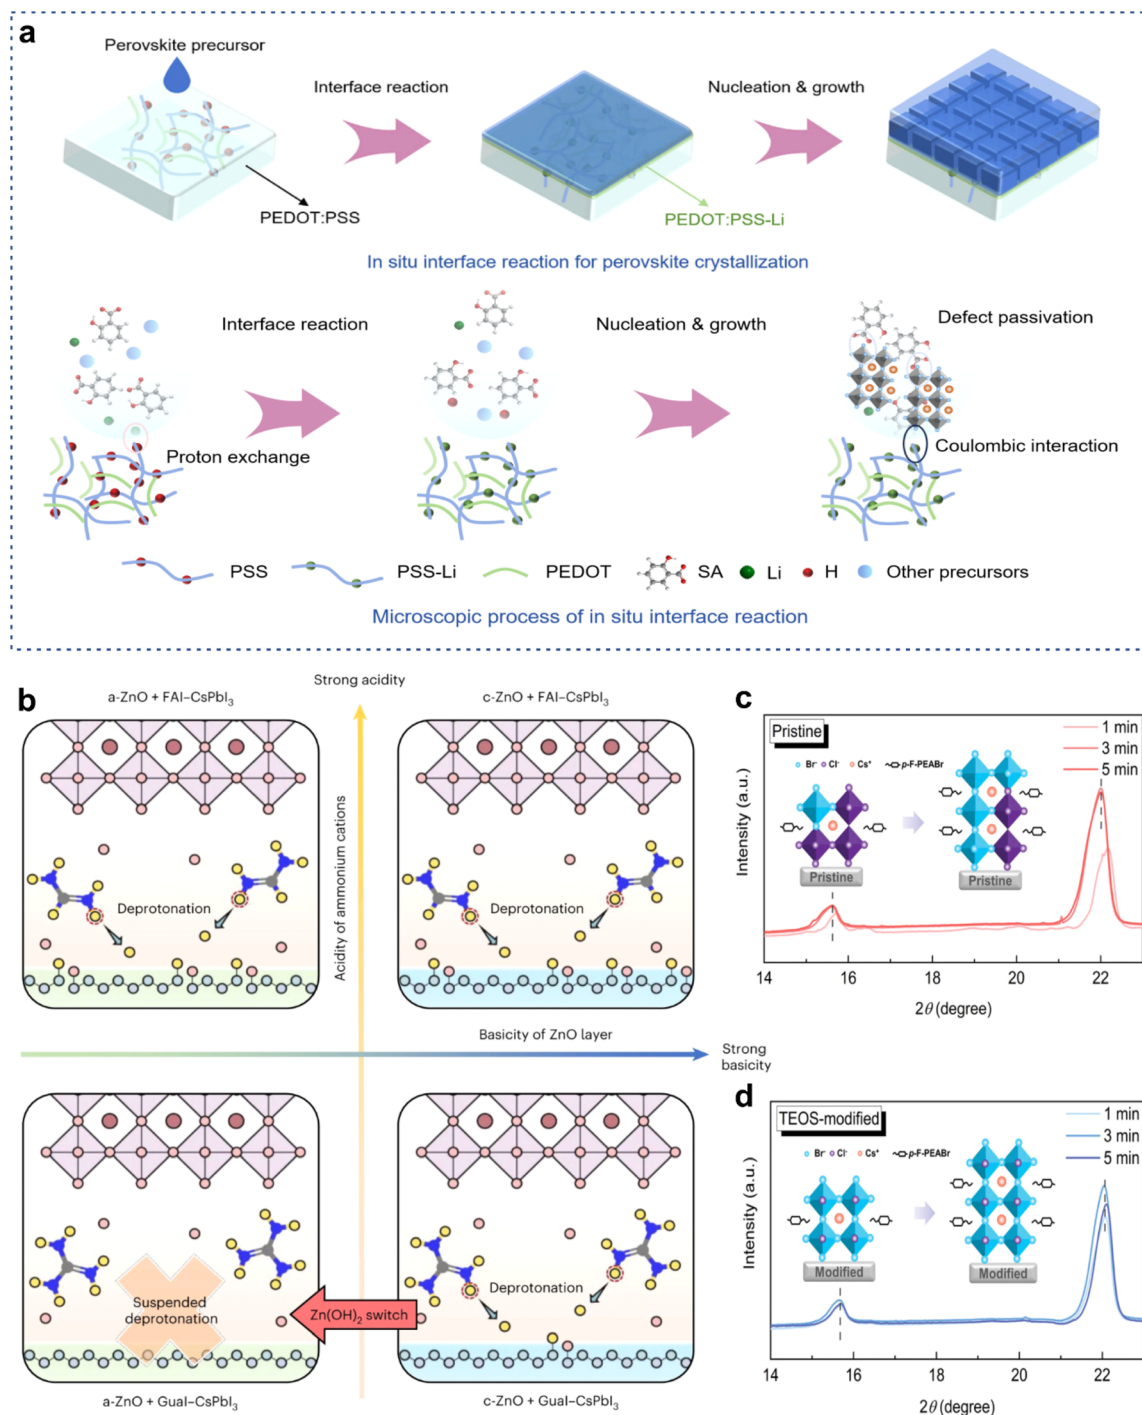 a
Perovskite precursor
Interface reaction
Nucleation & growth
PEDOT:PSS
PEDOT:PSS-Li
In situ interface reaction for perovskite crystallization
Interface reaction
Nucleation & growth
Defect passivation
Proton exchange
Coulombic interaction
PSS
PSS-Li
PEDOT
SA
Li
H
Other precursors
Microscopic process of in situ interface reaction
b
a-ZnO + FAI–CsPbI₃
Strong acidity
c-ZnO + FAI–CsPbI₃
Deprotonation
Deprotonation
Acidity of ammonium cations
Basicity of ZnO layer
Strong
basicity
Suspended
deprotonation
Zn(OH)₂ switch
Deprotonation
a-ZnO + GuaI–CsPbI₃
c-ZnO + GuaI–CsPbI₃
c
Pristine
1 min
3 min
5 min
Br⁻ Cl⁻ Cs⁺ p-F-PEABr
Pristine
Pristine
Intensity (a.u.)
14 16 18 20 22
2θ (degree)
d
TEOS-modified
1 min
3 min
5 min
Br⁻ Cl⁻ Cs⁺ p-F-PEABr
Modified
Modified
Intensity (a.u.)
14 16 18 20 22
2θ (degree)